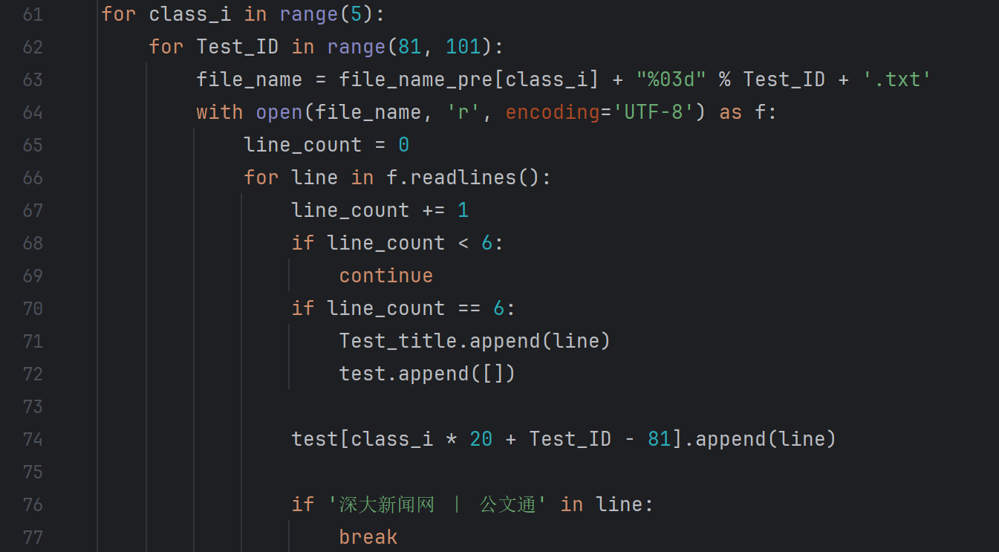 61 for class_i in range(5):
62     for Test_ID in range(81, 101):
63         file_name = file_name_pre[class_i] + "%03d" % Test_ID + '.txt'
64         with open(file_name, 'r', encoding='UTF-8') as f:
65             line_count = 0
66             for line in f.readlines():
67                 line_count += 1
68                 if line_count < 6:
69                     continue
70                 if line_count == 6:
71                     Test_title.append(line)
72                     test.append([])
73
74                 test[class_i * 20 + Test_ID - 81].append(line)
75
76                 if '深大新闻网 | 公文通' in line:
77                     break